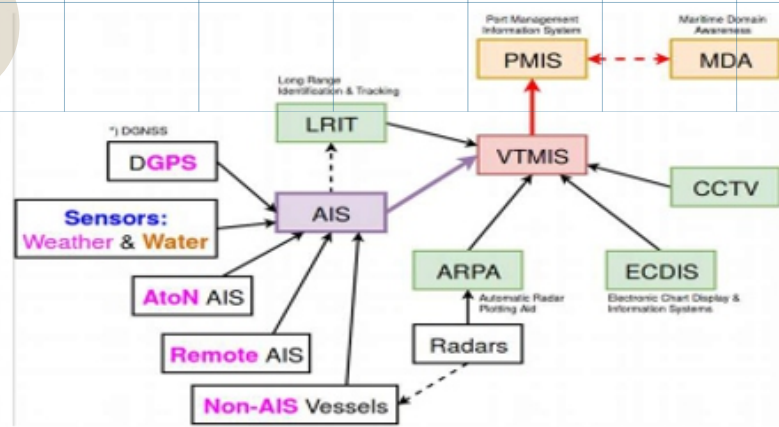 Port Management
Information System
Maritime Domain
Awareness
PMIS
MDA
Long Range
Identification & Tracking
LRIT
*) DGNSS
DGPS
VTMIS
CCTV
Sensors:
Weather & Water
AIS
ARPA
ECDIS
AtoN AIS
Automatic Radar
Plotting Aid
Electronic Chart Display &
Information Systems
Radars
Remote AIS
Non-AIS Vessels